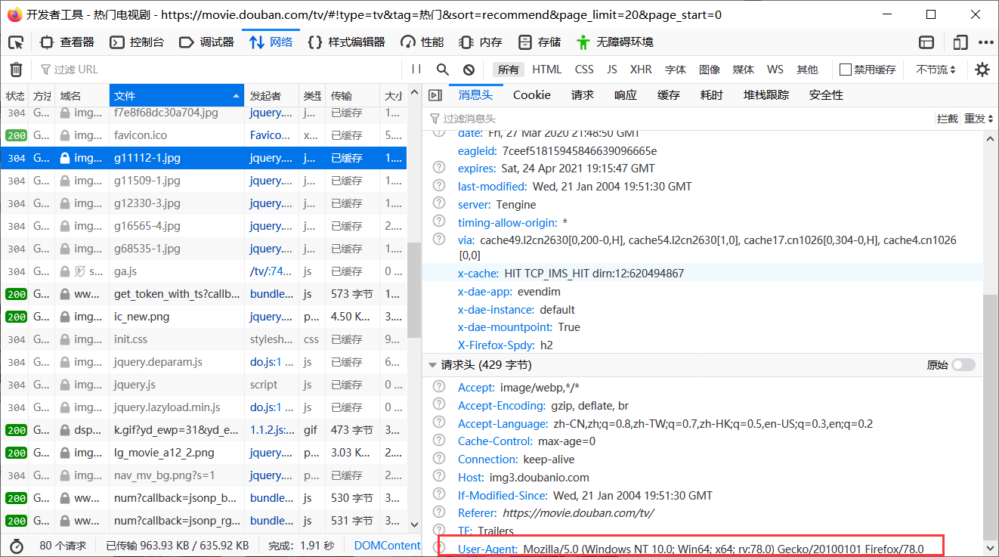 开发者工具 - 热门电视剧 - https://movie.douban.com/tv/#!type=tv&tag=热门&sort=recommend&page_limit=20&page_start=0
查看器 控制台 调试器 网络 样式编辑器 性能 内存 存储 无障碍环境
过滤 URL 所有 HTML CSS JS XHR 字体 图像 媒体 WS 其他 禁用缓存 不节流
状态 方法 域名 文件 发起者 类型 传输 大小
304 G... img... f7e8f68dc30a704.jpg jquery.... j... 已缓存 1...
200 G... img... favicon.ico Favico... x... 已缓存 5...
304 G... img... g11112-1.jpg jquery.... j... 已缓存 1...
304 G... img... g11509-1.jpg jquery.... j... 已缓存 1...
304 G... img... g12330-3.jpg jquery.... j... 已缓存 1...
304 G... img... g16565-4.jpg jquery.... j... 已缓存 2...
304 G... img... g68535-1.jpg jquery.... j... 已缓存 1...
304 G... s... ga.js /tv/:74... js 已缓存 0 ...
200 G... ww... get_token_with_ts?callb... bundle... js 573 字节 1...
200 G... img... ic_new.png jquery.... p... 4.50 K... 3...
304 G... img... init.css stylesh... css 已缓存 9...
304 G... img... jquery.deparam.js do.js:1 ... js 已缓存 6...
304 G... img... jquery.js script js 已缓存 0 ...
304 G... img... jquery.lazyload.min.js do.js:1 ... js 已缓存 0 ...
200 G... dsp... k.gif?yd_ewp=31&yd_e... 1.1.2.js:... gif 473 字节 3...
200 G... img... lg_movie_a12_2.png jquery.... p... 3.03 K... 2...
304 G... img... nav_mv_bg.png?s=1 jquery.... p... 已缓存 2...
200 G... ww... num?callback=jsonp_b... bundle... js 530 字节 3...
200 G... ww... num?callback=jsonp_rg... bundle... js 531 字节 3...
80 个请求 已传输 963.93 KB / 635.92 KB 完成：1.91 秒 DOMContent
消息头 Cookie 请求 响应 缓存 耗时 堆栈跟踪 安全性
过滤消息头 拦截 重发
date: Fri, 27 Mar 2020 21:48:50 GMT
eagleid: 7ceef51815945846639096665e
expires: Sat, 24 Apr 2021 19:15:47 GMT
last-modified: Wed, 21 Jan 2004 19:51:30 GMT
server: Tengine
timing-allow-origin: *
via: cache49.l2cn2630[0,200-0,H], cache54.l2cn2630[1,0], cache17.cn1026[0,304-0,H], cache4.cn1026
[0,0]
x-cache: HIT TCP_IMS_HIT dirn:12:620494867
x-dae-app: evendim
x-dae-instance: default
x-dae-mountpoint: True
X-Firefox-Spdy: h2
请求头 (429 字节) 原始
Accept: image/webp,*/*
Accept-Encoding: gzip, deflate, br
Accept-Language: zh-CN,zh;q=0.8,zh-TW;q=0.7,zh-HK;q=0.5,en-US;q=0.3,en;q=0.2
Cache-Control: max-age=0
Connection: keep-alive
Host: img3.doubanio.com
If-Modified-Since: Wed, 21 Jan 2004 19:51:30 GMT
Referer: https://movie.douban.com/tv/
TE: Trailers
User-Agent: Mozilla/5.0 (Windows NT 10.0; Win64; x64; rv:78.0) Gecko/20100101 Firefox/78.0